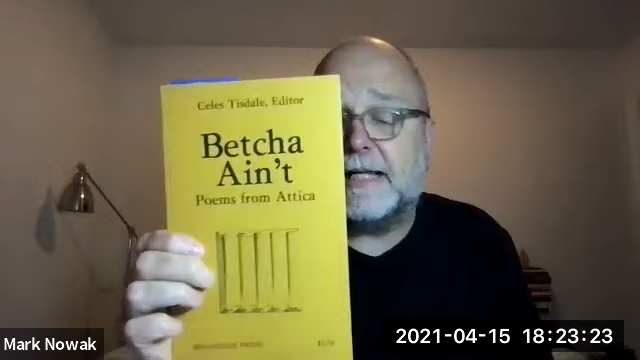 Celes Tisdale, Editor
Betcha
Ain't
Poems from Attica
Mark Nowak
2021-04-15 18:23:23